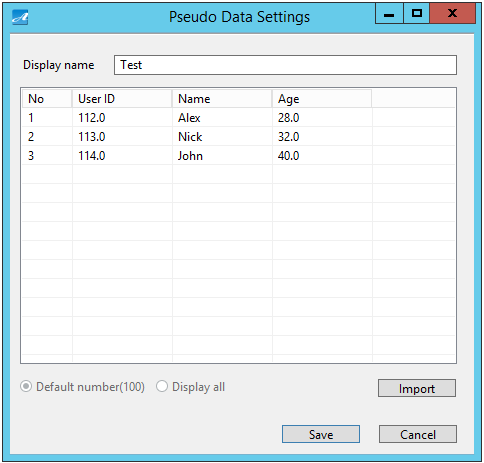 Pseudo Data Settings
Display name Test
No User ID Name Age
1 112.0 Alex 28.0
2 113.0 Nick 32.0
3 114.0 John 40.0
Default number(100) Display all Import
Save Cancel